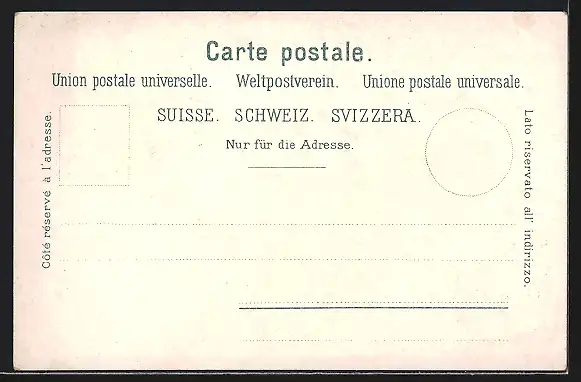 Carte postale.
Union postale universelle. Weltpostverein. Unione postale universale.
SUISSE. SCHWEIZ. SVIZZERA.
Nur für die Adresse.
Côté réservé à l'adresse.
Lato riservato all' indirizzo.